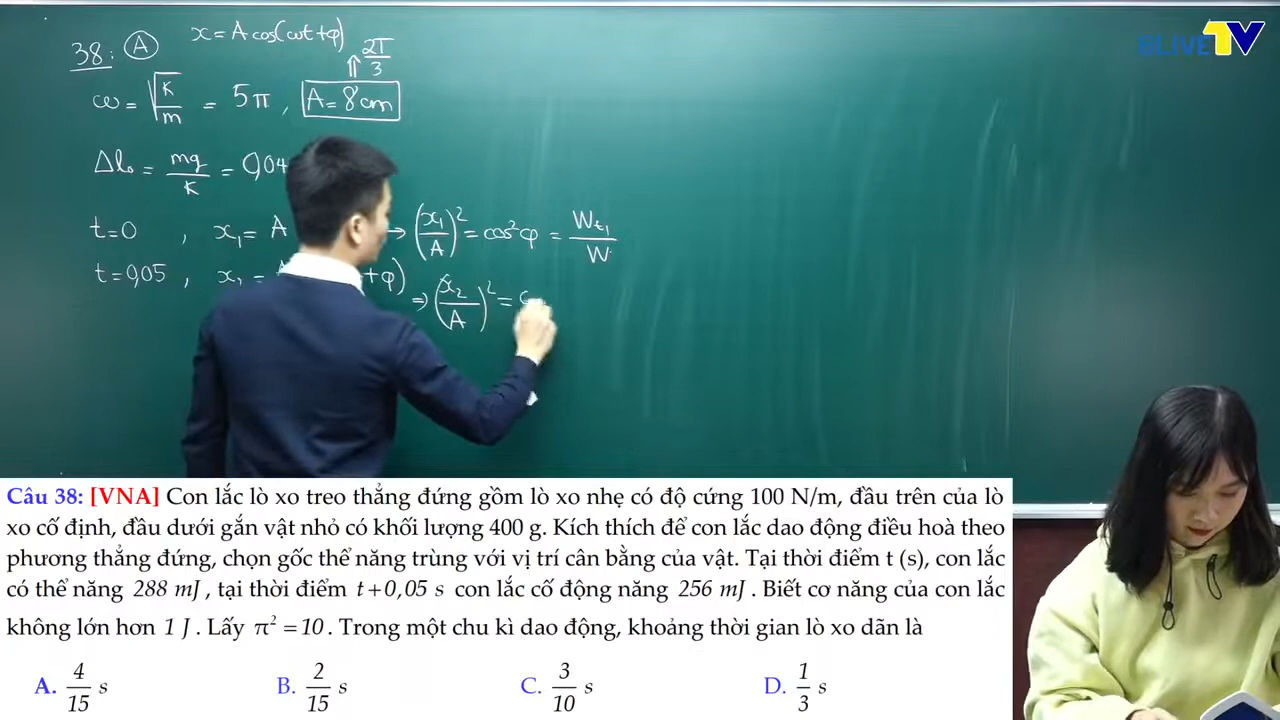 38: A
x = A cos(ωt+φ)
2T/3
ω = √(k/m) = 5π , A = 8cm
⇑
Δl₀ = mg/k = 0,04
t=0 , x₁ = A → (x₁/A)² = cos²φ = Wt₁/W
t=0,05 , x₂ = +φ)
⇒ (x₂/A)² =
BLIVE TV
Câu 38: [VNA] Con lắc lò xo treo thẳng đứng gồm lò xo nhẹ có độ cứng 100 N/m, đầu trên của lò
xo cố định, đầu dưới gắn vật nhỏ có khối lượng 400 g. Kích thích để con lắc dao động điều hoà theo
phương thẳng đứng, chọn gốc thể năng trùng với vị trí cân bằng của vật. Tại thời điểm t (s), con lắc
có thể năng 288 mJ, tại thời điểm t+0,05 s con lắc cố động năng 256 mJ. Biết cơ năng của con lắc
không lớn hơn 1 J. Lấy π² = 10. Trong một chu kì dao động, khoảng thời gian lò xo dãn là
A. 4/15 s B. 2/15 s C. 3/10 s D. 1/3 s